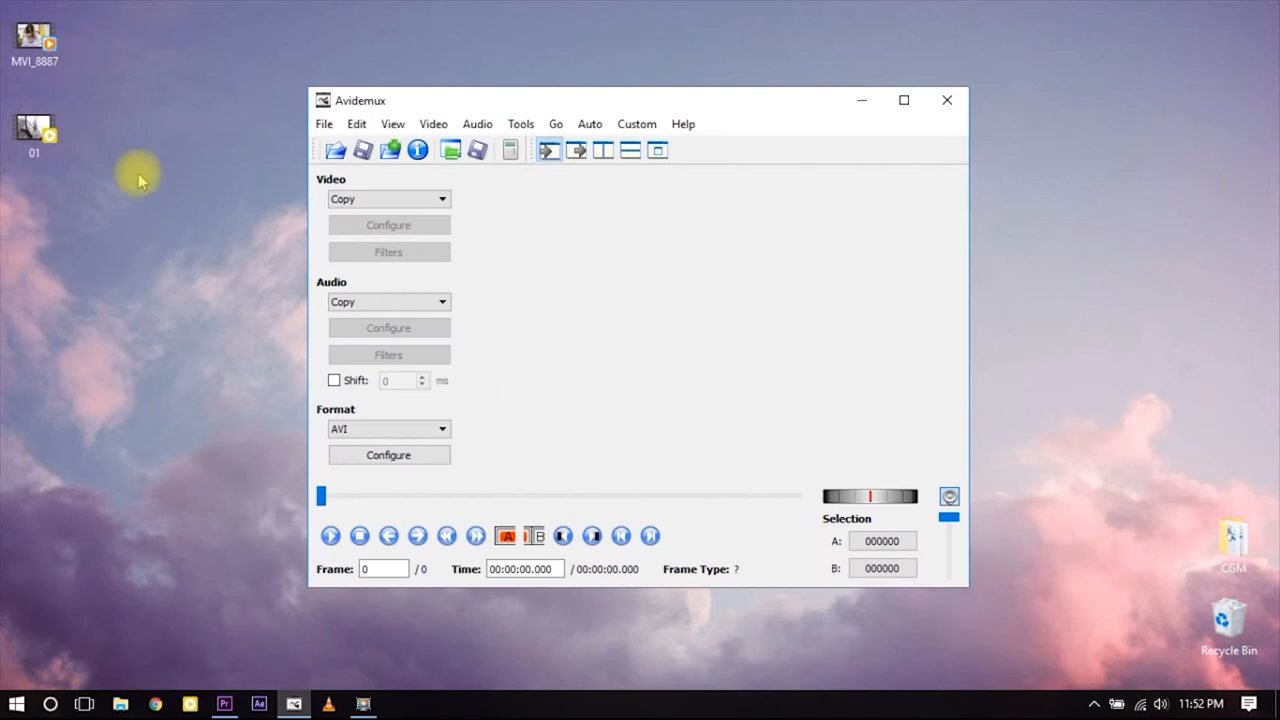 MVI_8887
01
Avidemux
File Edit View Video Audio Tools Go Auto Custom Help
Video
Copy
Configure
Filters
Audio
Copy
Configure
Filters
Shift: 0 ms
Format
AVI
Configure
Selection
A: 000000
B: 000000
A B
Frame: 0 / 0 Time: 00:00:00.000 / 00:00:00.000 Frame Type: ?
CGM
Recycle Bin
Pr Ae
11:52 PM